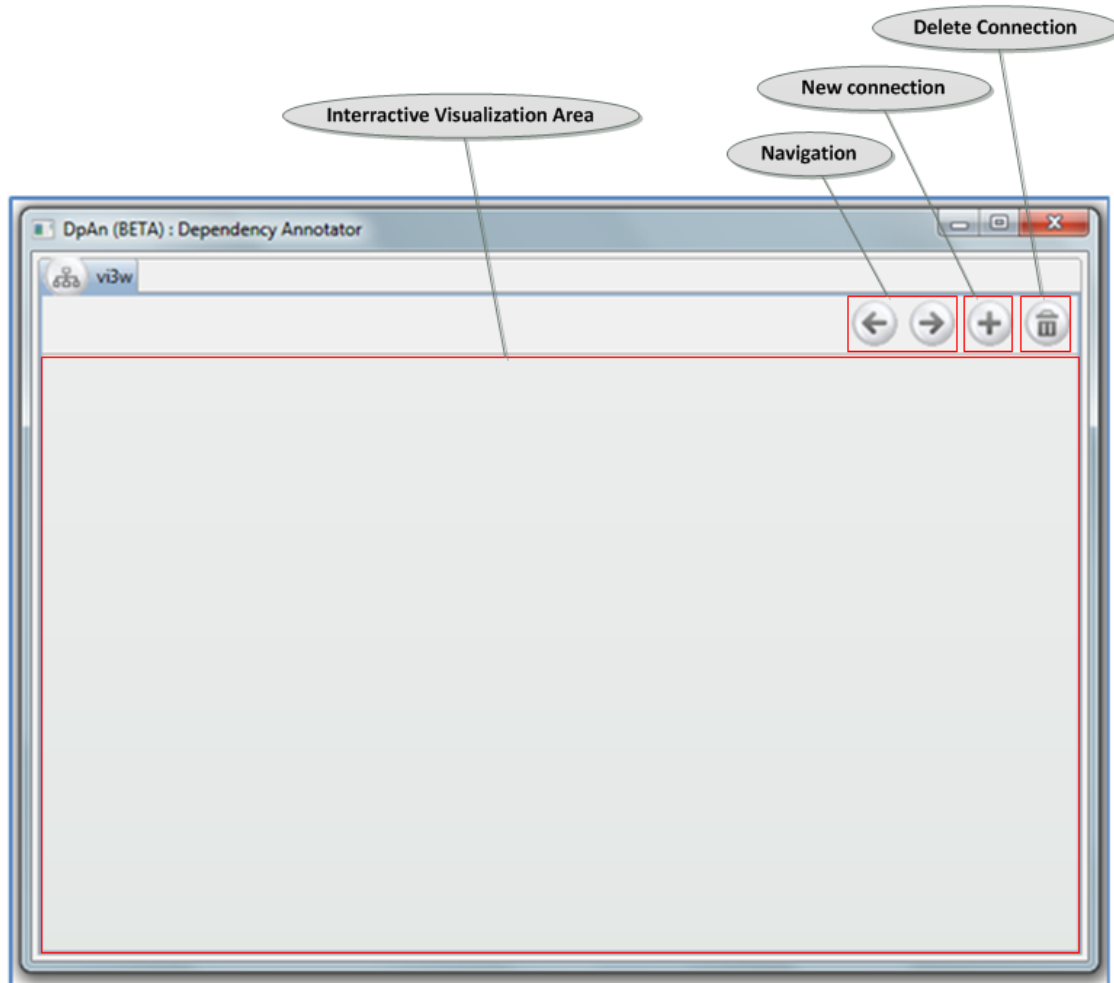 Delete Connection
New connection
Interractive Visualization Area
Navigation
DpAn (BETA) : Dependency Annotator
vi3w